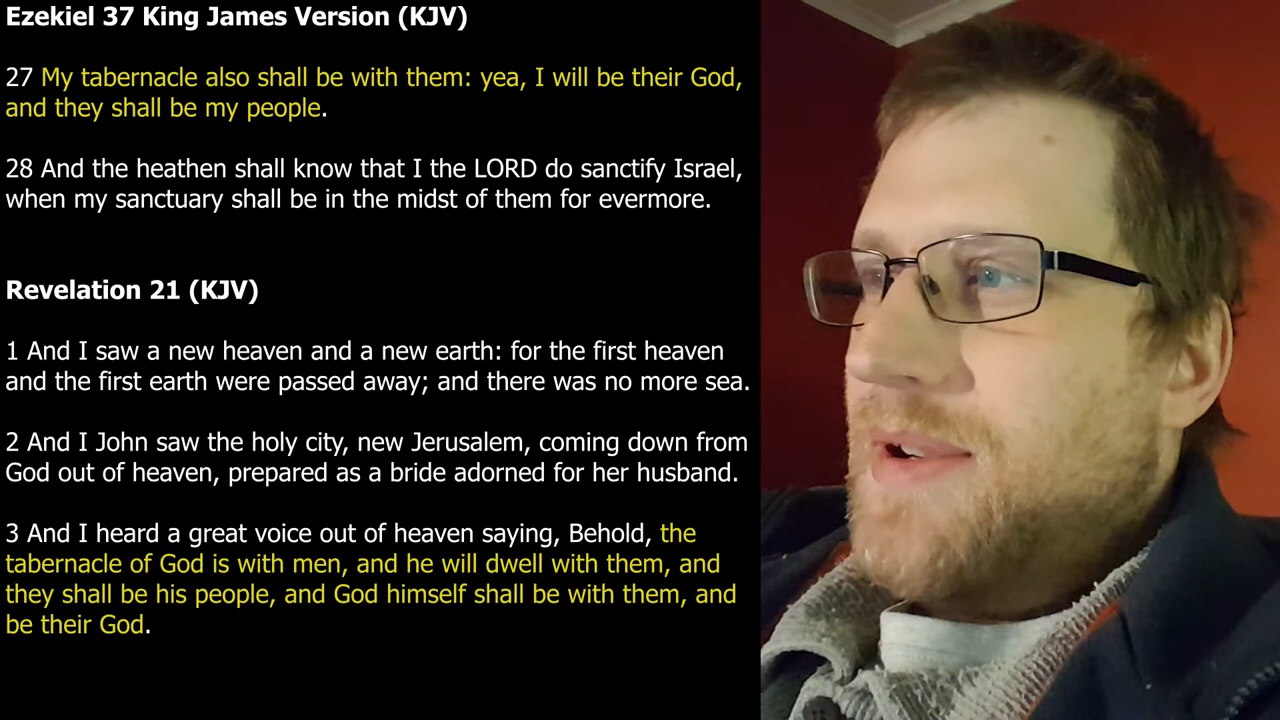 Ezekiel 37 King James Version (KJV)
27 My tabernacle also shall be with them: yea, I will be their God,
and they shall be my people.
28 And the heathen shall know that I the LORD do sanctify Israel,
when my sanctuary shall be in the midst of them for evermore.
Revelation 21 (KJV)
1 And I saw a new heaven and a new earth: for the first heaven
and the first earth were passed away; and there was no more sea.
2 And I John saw the holy city, new Jerusalem, coming down from
God out of heaven, prepared as a bride adorned for her husband.
3 And I heard a great voice out of heaven saying, Behold, the
tabernacle of God is with men, and he will dwell with them, and
they shall be his people, and God himself shall be with them, and
be their God.